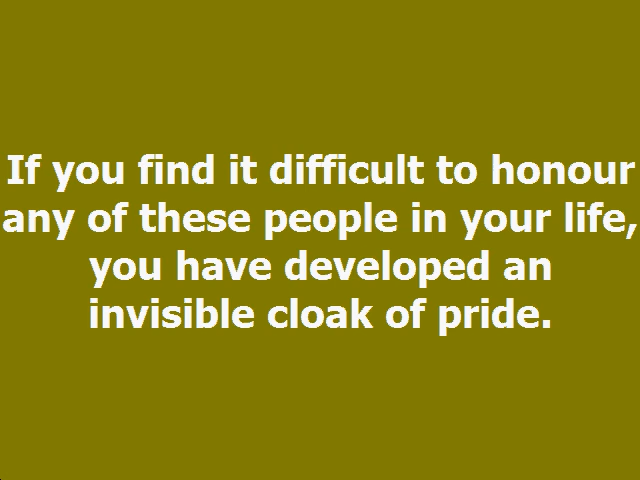 If you find it difficult to honour
any of these people in your life,
you have developed an
invisible cloak of pride.